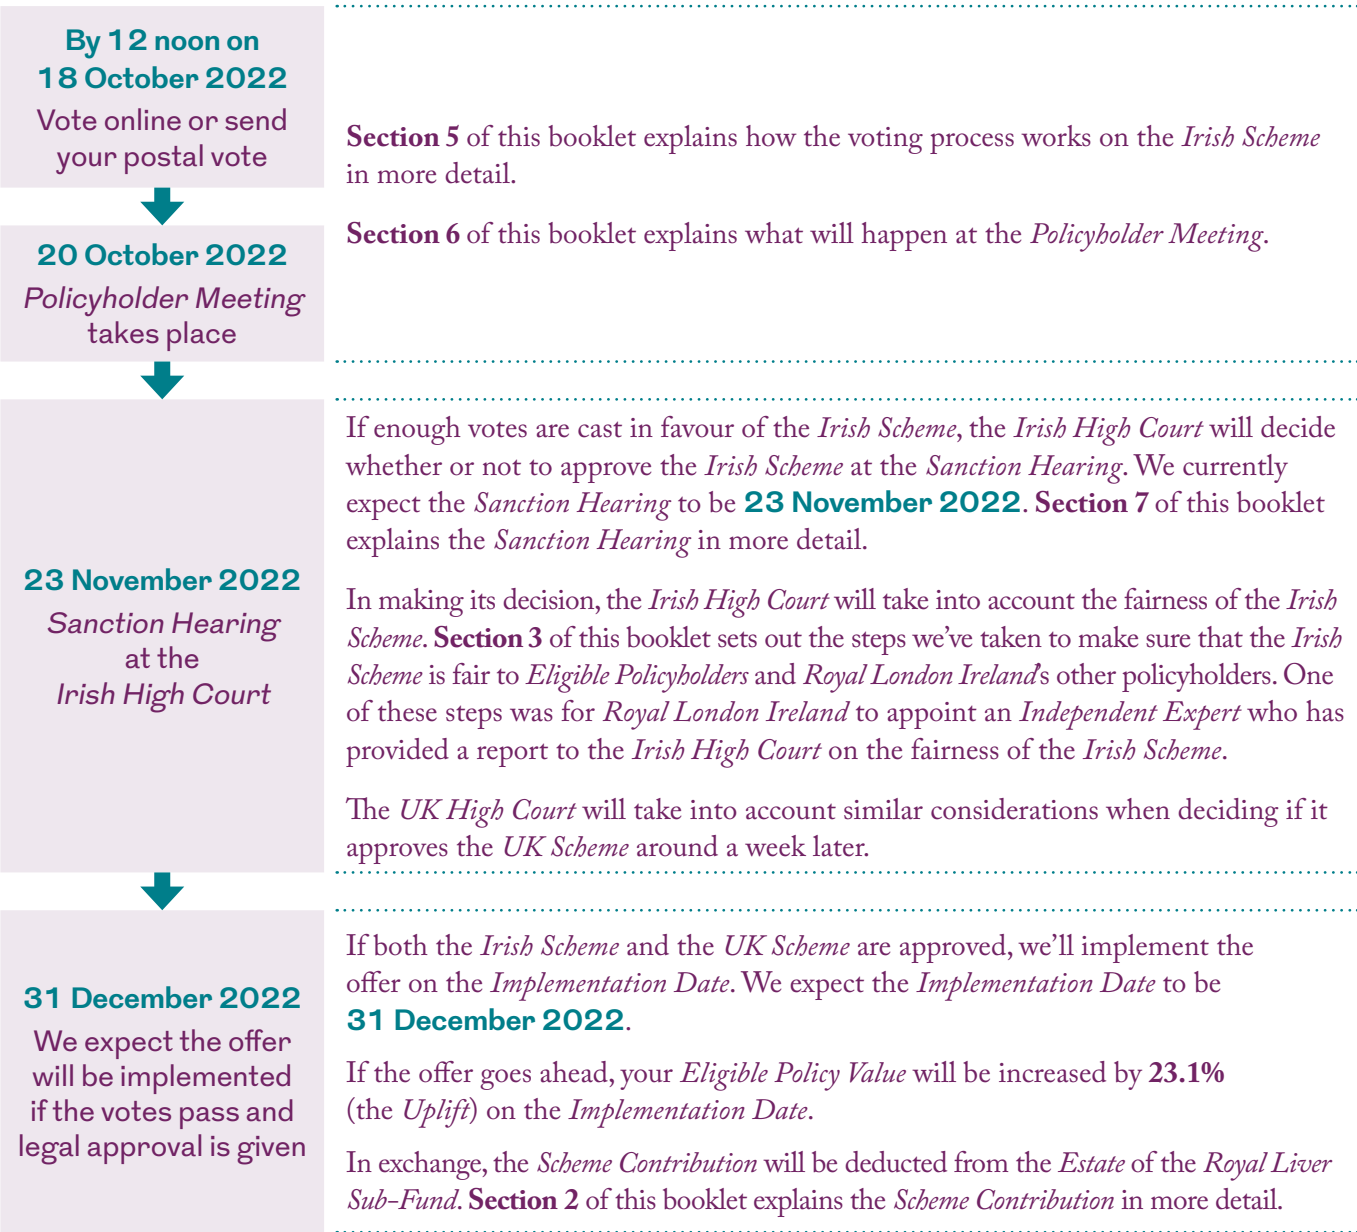 By 12 noon on
18 October 2022
Vote online or send
your postal vote
Section 5 of this booklet explains how the voting process works on the Irish Scheme
in more detail.
Section 6 of this booklet explains what will happen at the Policyholder Meeting.
20 October 2022
Policyholder Meeting
takes place
23 November 2022
Sanction Hearing
at the
Irish High Court
If enough votes are cast in favour of the Irish Scheme, the Irish High Court will decide
whether or not to approve the Irish Scheme at the Sanction Hearing. We currently
expect the Sanction Hearing to be 23 November 2022. Section 7 of this booklet
explains the Sanction Hearing in more detail.
In making its decision, the Irish High Court will take into account the fairness of the Irish
Scheme. Section 3 of this booklet sets out the steps we've taken to make sure that the Irish
Scheme is fair to Eligible Policyholders and Royal London Ireland's other policyholders. One
of these steps was for Royal London Ireland to appoint an Independent Expert who has
provided a report to the Irish High Court on the fairness of the Irish Scheme.
The UK High Court will take into account similar considerations when deciding if it
approves the UK Scheme around a week later.
31 December 2022
We expect the offer
will be implemented
if the votes pass and
legal approval is given
If both the Irish Scheme and the UK Scheme are approved, we'll implement the
offer on the Implementation Date. We expect the Implementation Date to be
31 December 2022.
If the offer goes ahead, your Eligible Policy Value will be increased by 23.1%
(the Uplift) on the Implementation Date.
In exchange, the Scheme Contribution will be deducted from the Estate of the Royal Liver
Sub-Fund. Section 2 of this booklet explains the Scheme Contribution in more detail.